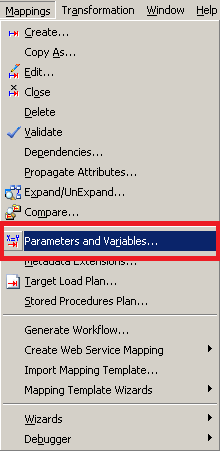 Mappings Transformation Window Help
Create...
Copy As...
Edit...
Close
Delete
Validate
Dependencies...
Propagate Attributes...
Expand/UnExpand...
Compare...
X=Y Parameters and Variables...
Metadata Extensions...
Target Load Plan...
Stored Procedures Plan...
Generate Workflow...
Create Web Service Mapping
Import Mapping Template...
Mapping Template Wizards
Wizards
Debugger